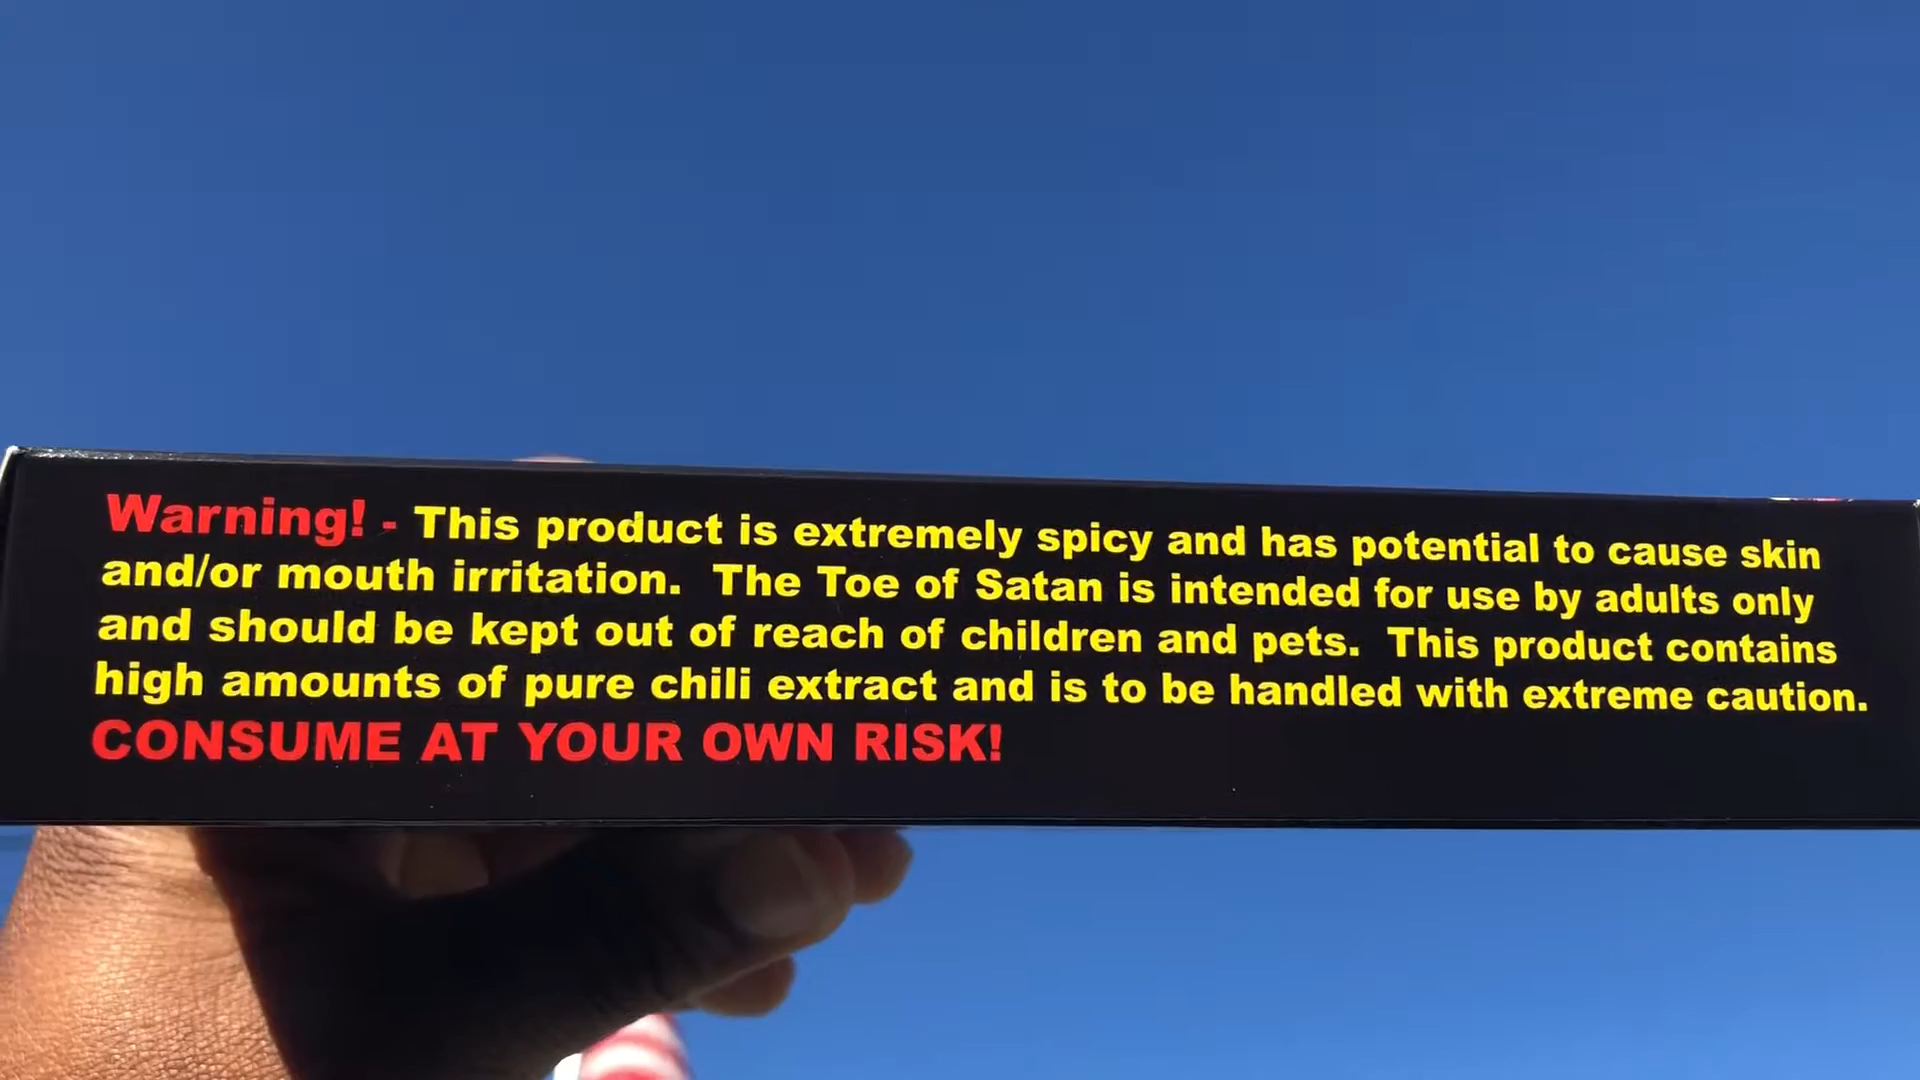 Warning! - This product is extremely spicy and has potential to cause skin
and/or mouth irritation.  The Toe of Satan is intended for use by adults only
and should be kept out of reach of children and pets.  This product contains
high amounts of pure chili extract and is to be handled with extreme caution.
CONSUME AT YOUR OWN RISK!